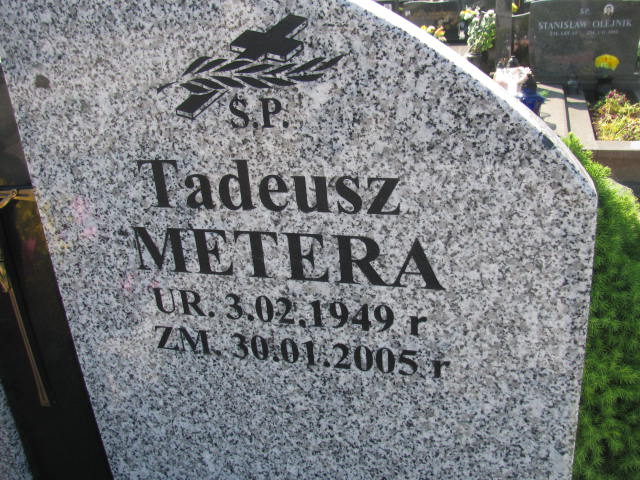 Ś.P.
Tadeusz
METERA
UR. 3.02.1949 r
ZM. 30.01.2005 r
STANISŁAW OLEJNIK